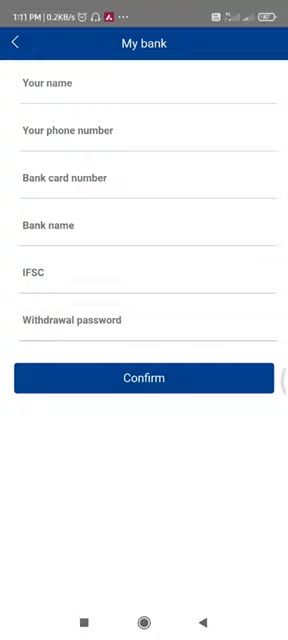 1:11 PM | 0.2KB/s
My bank
Your name
Your phone number
Bank card number
Bank name
IFSC
Withdrawal password
Confirm